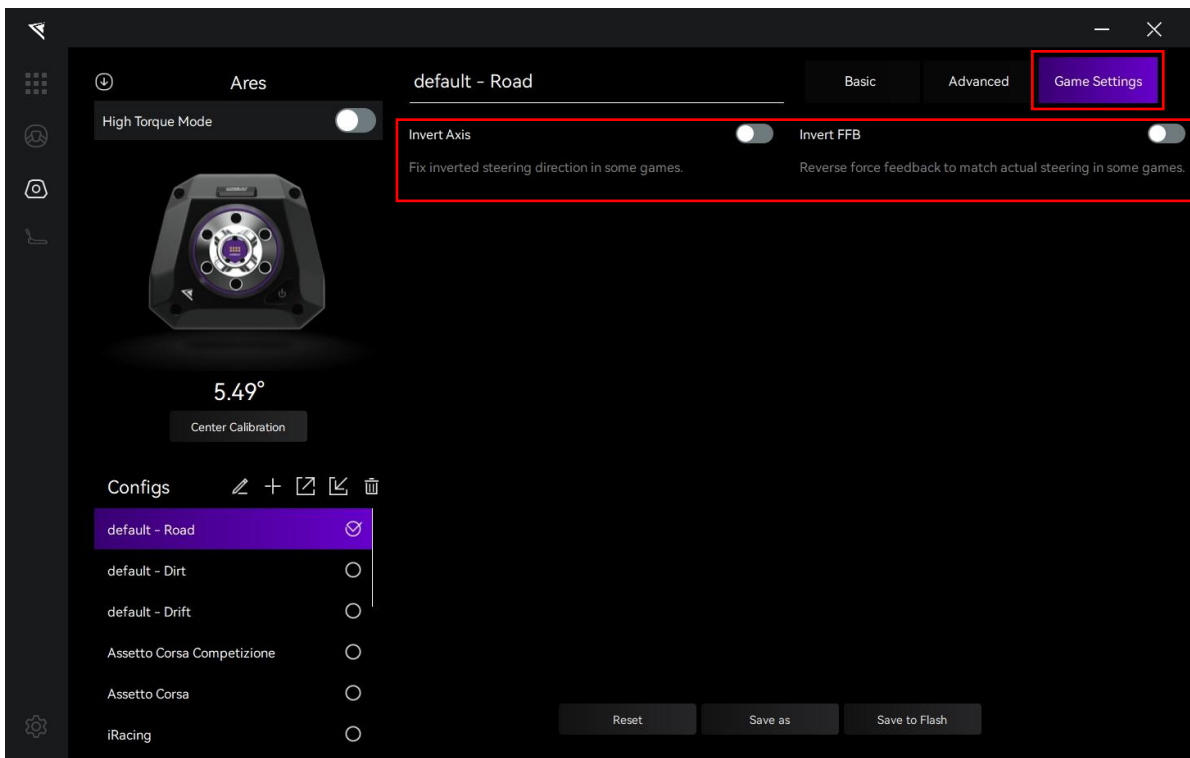 Ares
High Torque Mode
5.49°
Center Calibration
Configs
default - Road
default - Dirt
default - Drift
Assetto Corsa Competizione
Assetto Corsa
iRacing
default - Road
Basic
Advanced
Game Settings
Invert Axis
Fix inverted steering direction in some games.
Invert FFB
Reverse force feedback to match actual steering in some games.
Reset
Save as
Save to Flash